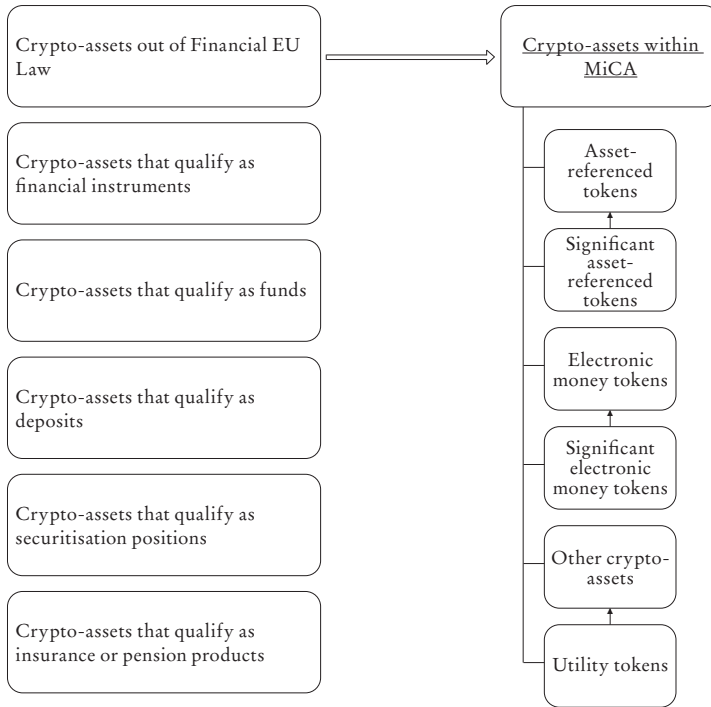 Crypto-assets out of Financial EU
Law
Crypto-assets that qualify as
financial instruments
Crypto-assets that qualify as funds
Crypto-assets that qualify as
deposits
Crypto-assets that qualify as
securitisation positions
Crypto-assets that qualify as
insurance or pension products
Crypto-assets within
MiCA
Asset-
referenced
tokens
Significant
asset-
referenced
tokens
Electronic
money tokens
Significant
electronic
money tokens
Other crypto-
assets
Utility tokens